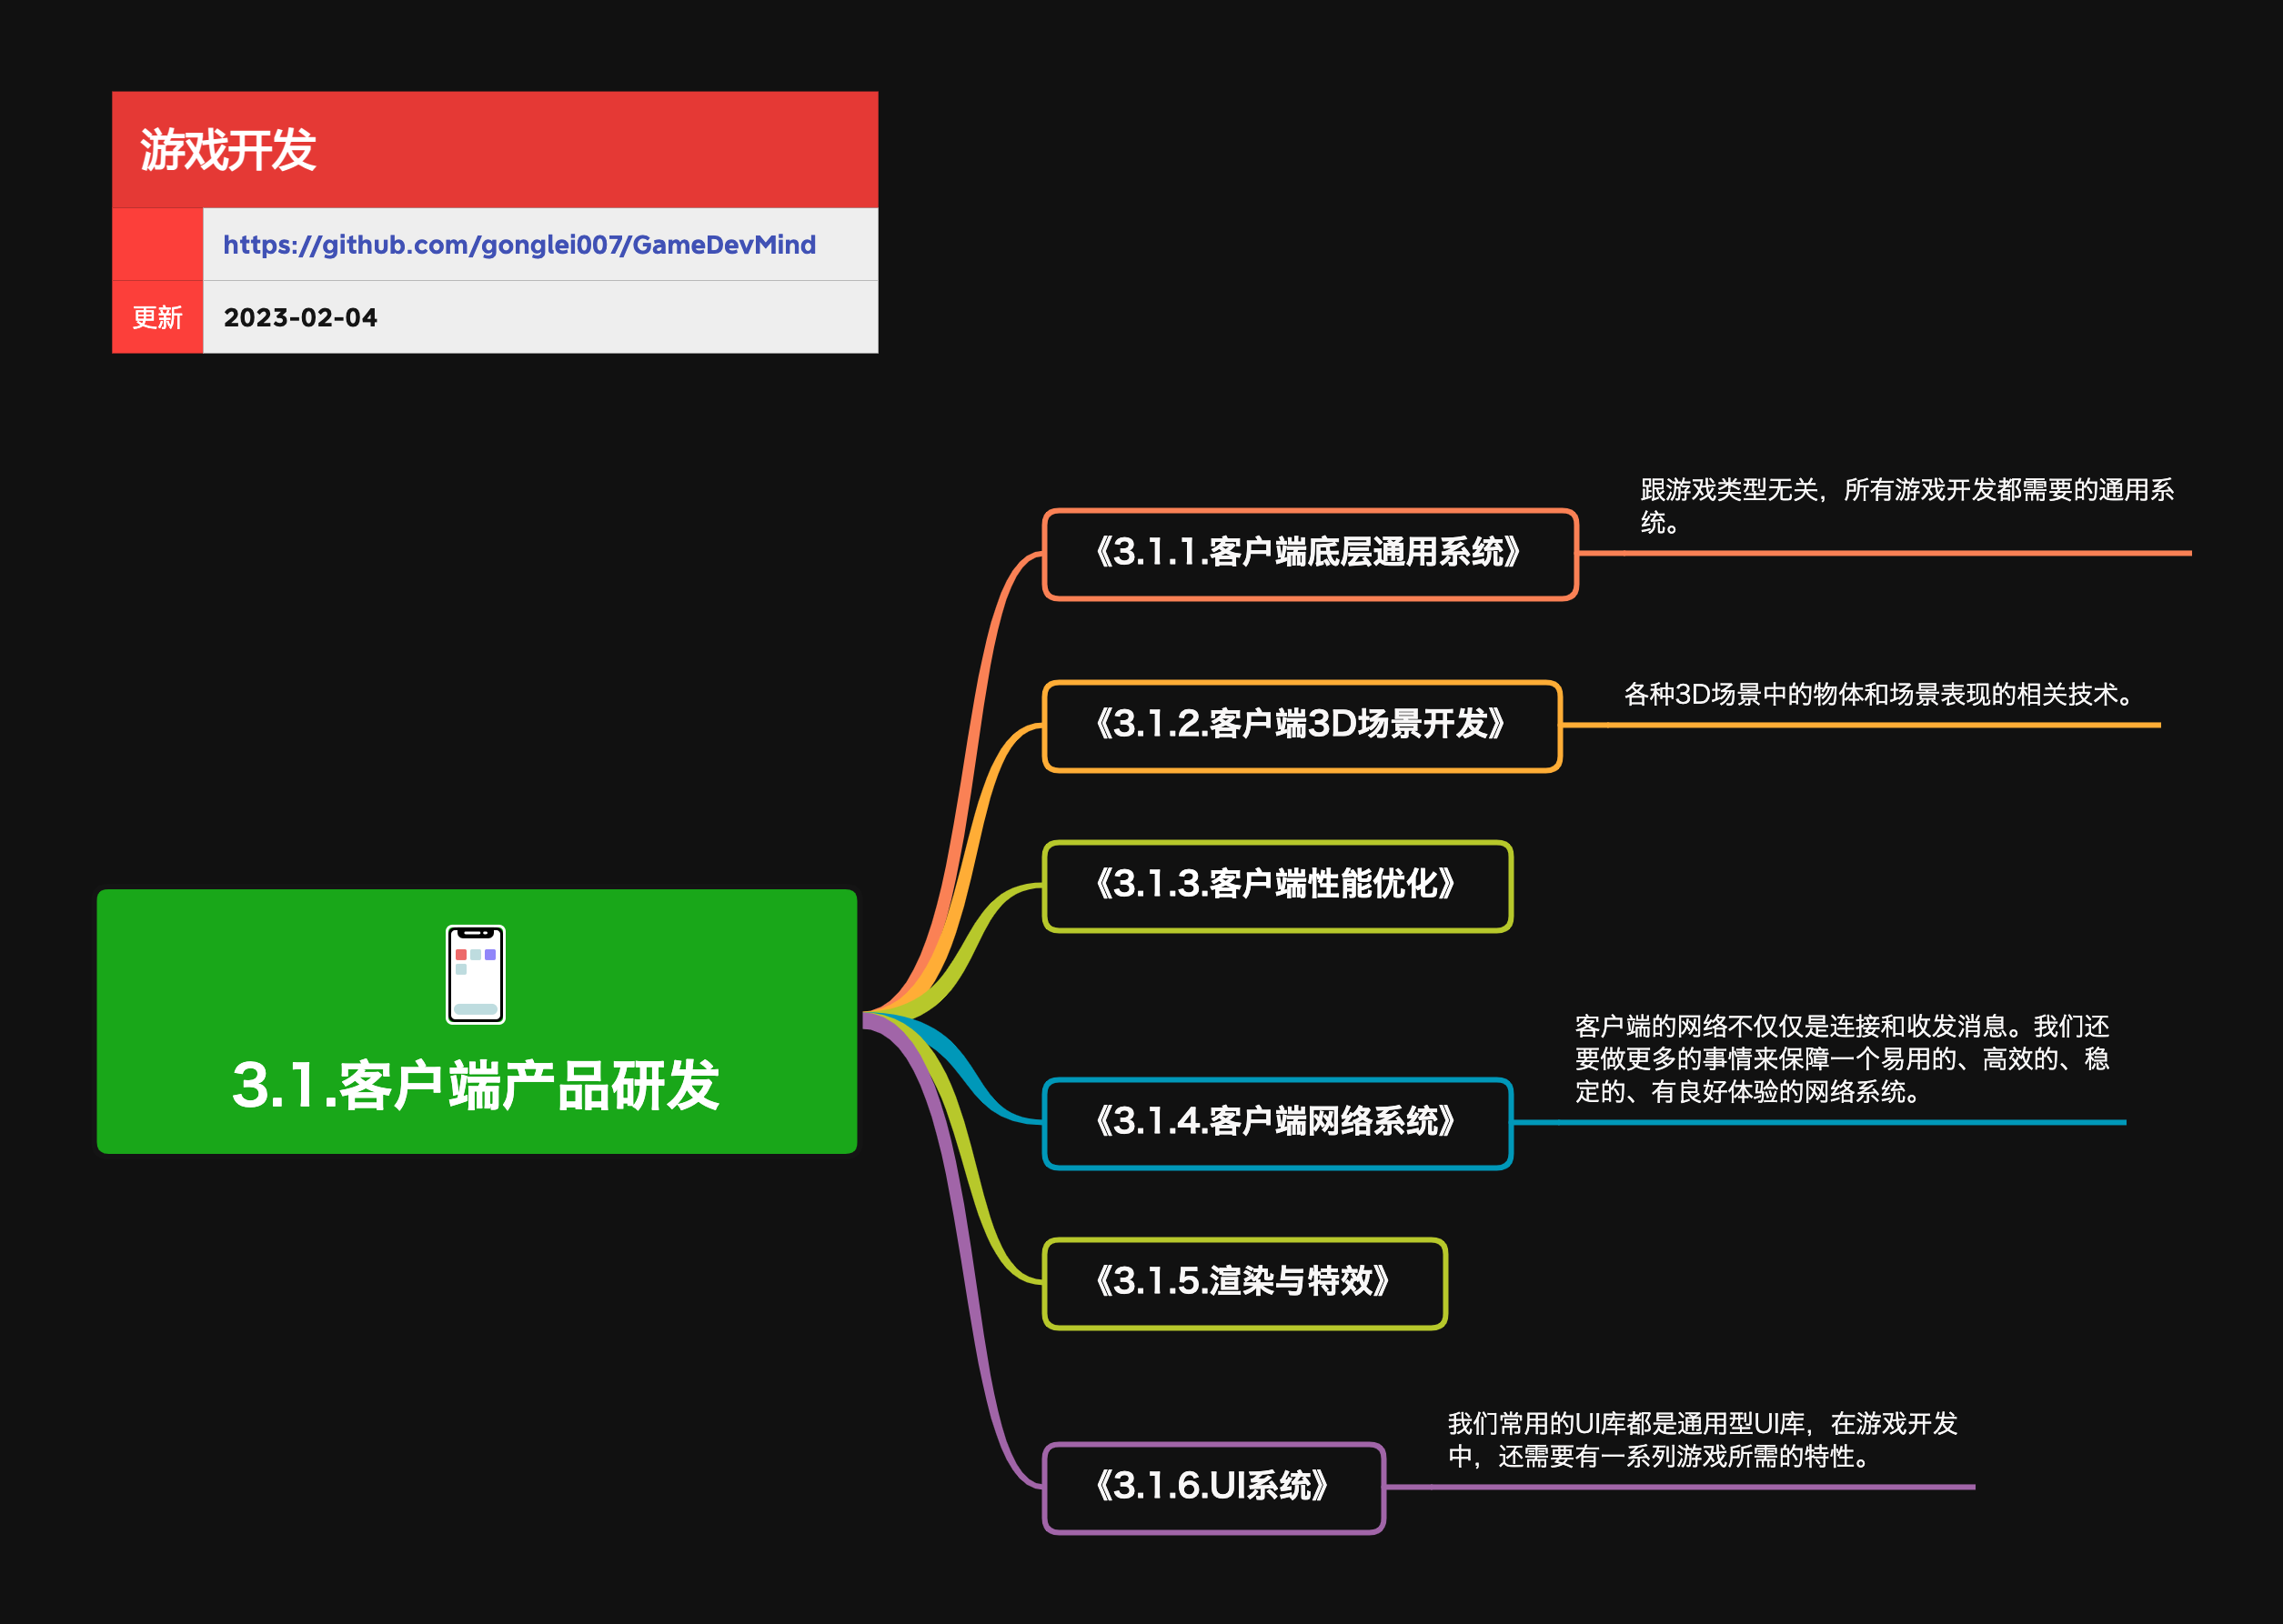 游戏开发
https://github.com/gonglei007/GameDevMind
更新 2023-02-04
3.1.客户端产品研发
《3.1.1.客户端底层通用系统》
跟游戏类型无关，所有游戏开发都需要的通用系
统。
《3.1.2.客户端3D场景开发》
各种3D场景中的物体和场景表现的相关技术。
《3.1.3.客户端性能优化》
《3.1.4.客户端网络系统》
客户端的网络不仅仅是连接和收发消息。我们还
要做更多的事情来保障一个易用的、高效的、稳
定的、有良好体验的网络系统。
《3.1.5.渲染与特效》
《3.1.6.UI系统》
我们常用的UI库都是通用型UI库，在游戏开发
中，还需要有一系列游戏所需的特性。